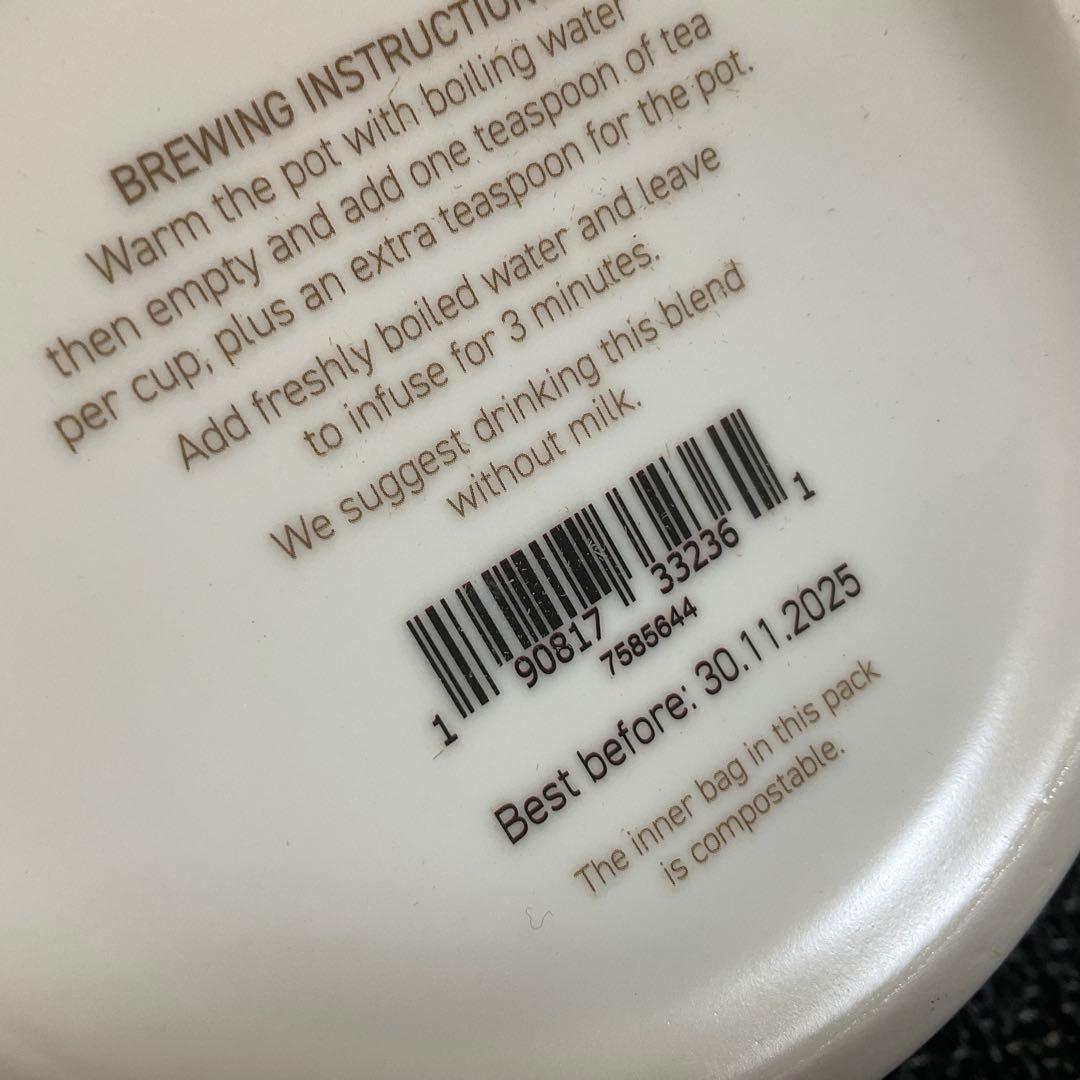 BREWING INSTRUCTION
Warm the pot with boiling water
then empty and add one teaspoon of tea
per cup, plus an extra teaspoon for the pot.
Add freshly boiled water and leave
to infuse for 3 minutes.
We suggest drinking this blend
without milk.
1 90817 33236 1
7585644
Best before: 30.11.2025
The inner bag in this pack
is compostable.